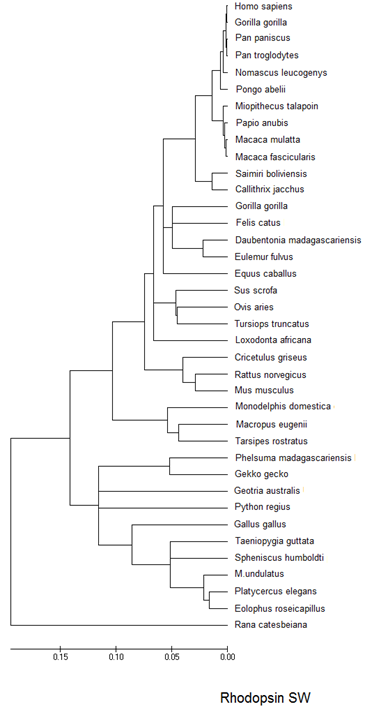 Homo sapiens
Gorilla gorilla
Pan paniscus
Pan troglodytes
Nomascus leucogenys
Pongo abelii
Miopithecus talapoin
Papio anubis
Macaca mulatta
Macaca fascicularis
Saimiri boliviensis
Callithrix jacchus
Gorilla gorilla
Felis catus
Daubentonia madagascariensis
Eulemur fulvus
Equus caballus
Sus scrofa
Ovis aries
Tursiops truncatus
Loxodonta africana
Cricetulus griseus
Rattus norvegicus
Mus musculus
Monodelphis domestica
Macropus eugenii
Tarsipes rostratus
Phelsuma madagascariensis
Gekko gecko
Geotria australis
Python regius
Gallus gallus
Taeniopygia guttata
Spheniscus humboldti
M.undulatus
Platycercus elegans
Eolophus roseicapillus
Rana catesbeiana
0.15 0.10 0.05 0.00
Rhodopsin SW